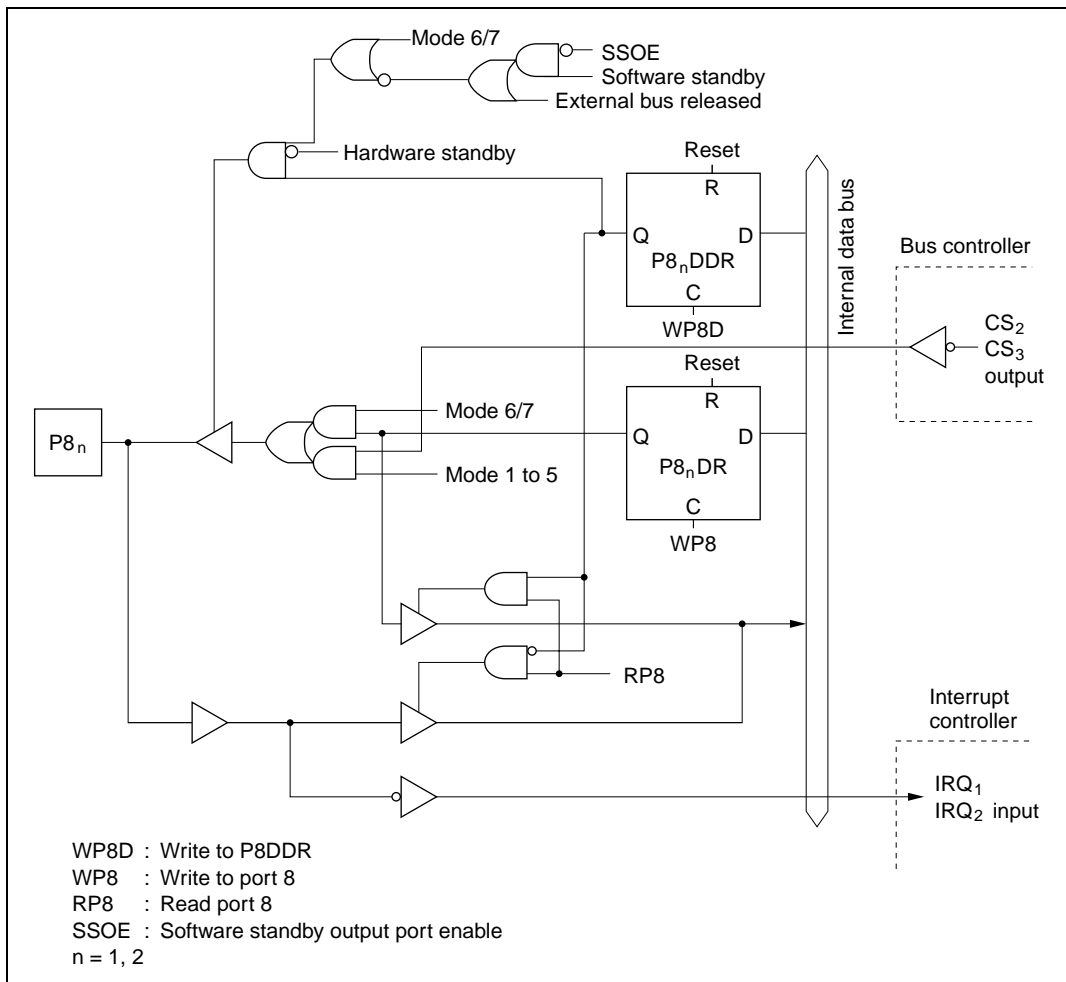 Mode 6/7
SSOE
Software standby
External bus released
Hardware standby
Reset
R
Q
D
P8nDDR
C
WP8D
Internal data bus
Bus controller
CS2
CS3
output
Reset
R
Mode 6/7
P8n
Q
D
P8nDR
Mode 1 to 5
C
WP8
RP8
Interrupt
controller
IRQ1
IRQ2 input
WP8D : Write to P8DDR
WP8 : Write to port 8
RP8 : Read port 8
SSOE : Software standby output port enable
n = 1, 2